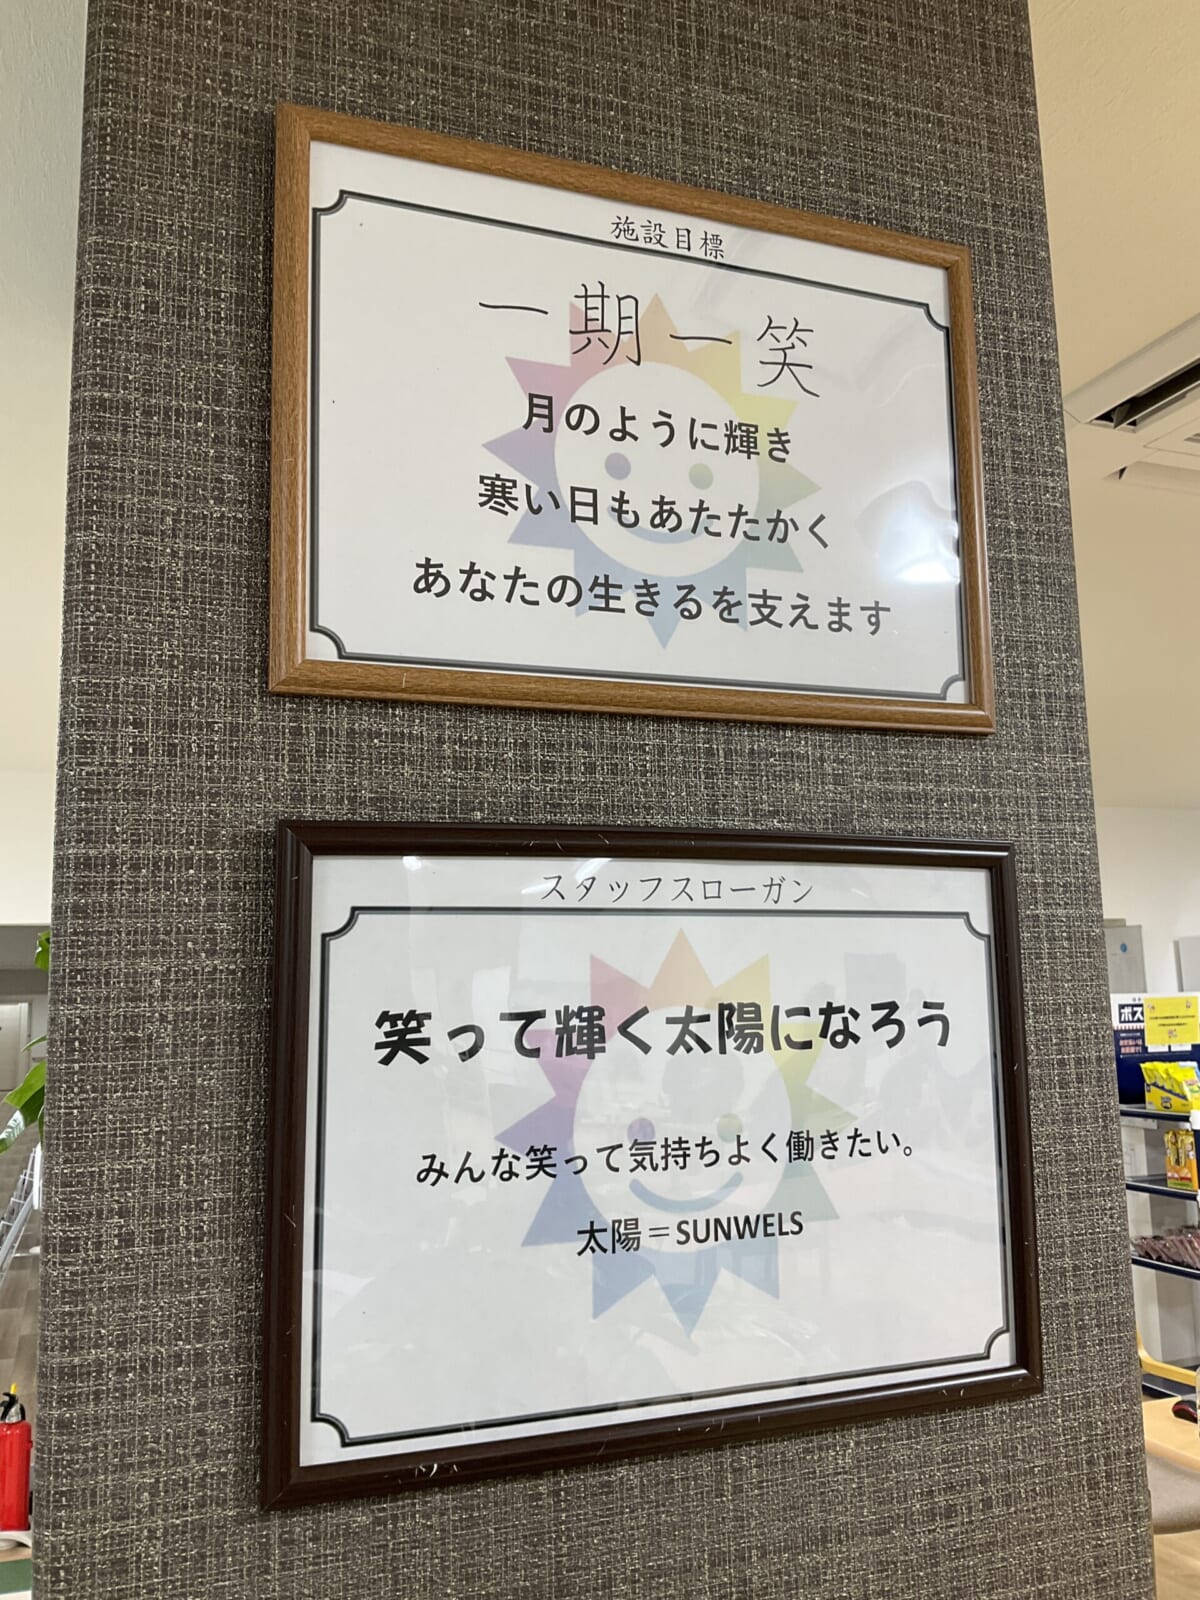 施設目標
一期一笑
月のように輝き
寒い日もあたたかく
あなたの生きるを支えます
スタッフスローガン
笑って輝く太陽になろう
みんな笑って気持ちよく働きたい。
太陽＝SUNWELS
ボス